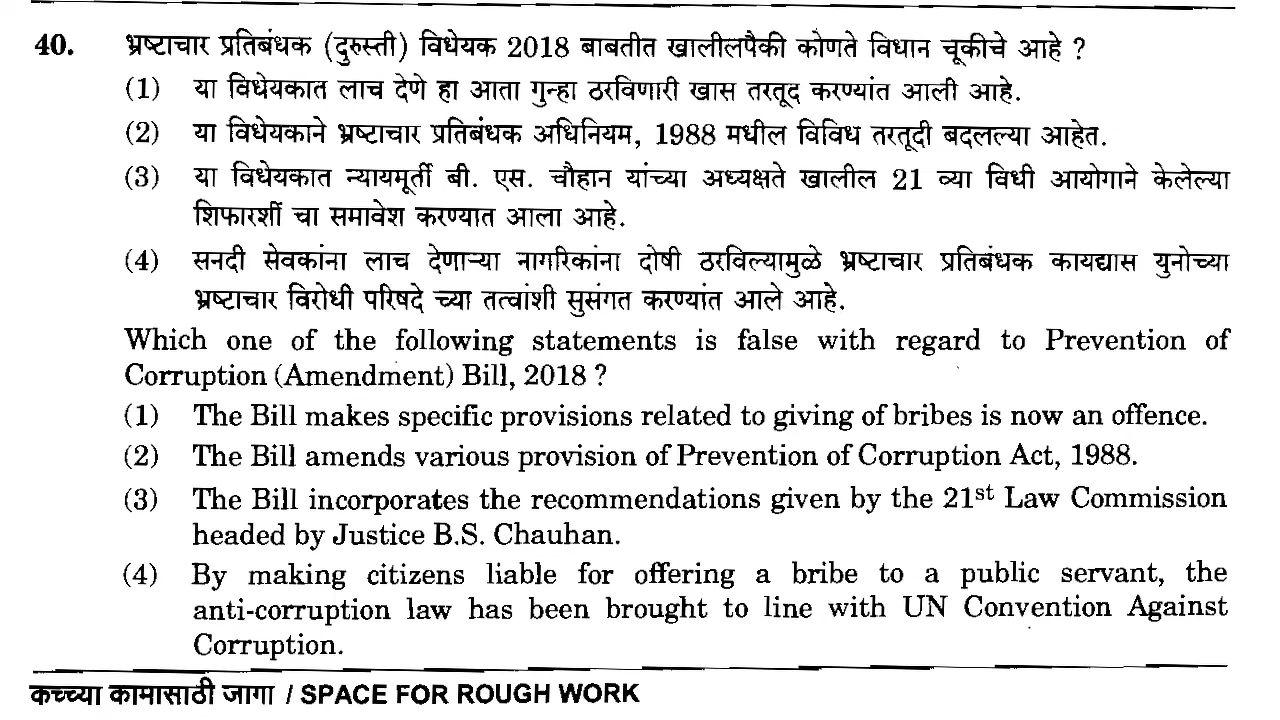 40. भ्रष्टाचार प्रतिबंधक (दुरुस्ती) विधेयक 2018 बाबतीत खालीलपैकी कोणते विधान चूकीचे आहे ?
(1) या विधेयकात लाच देणे हा आता गुन्हा ठरविणारी खास तरतूद करण्यांत आली आहे.
(2) या विधेयकाने भ्रष्टाचार प्रतिबंधक अधिनियम, 1988 मधील विविध तरतूदी बदलल्या आहेत.
(3) या विधेयकात न्यायमूर्ती बी. एस. चौहान यांच्या अध्यक्षते खालील 21 व्या विधी आयोगाने केलेल्या
शिफारशीं चा समावेश करण्यात आला आहे.
(4) सनदी सेवकांना लाच देणाऱ्या नागरिकांना दोषी ठरविल्यामुळे भ्रष्टाचार प्रतिबंधक कायद्यास युनोच्या
भ्रष्टाचार विरोधी परिषदे च्या तत्वांशी सुसंगत करण्यांत आले आहे.
Which one of the following statements is false with regard to Prevention of
Corruption (Amendment) Bill, 2018 ?
(1) The Bill makes specific provisions related to giving of bribes is now an offence.
(2) The Bill amends various provision of Prevention of Corruption Act, 1988.
(3) The Bill incorporates the recommendations given by the 21st Law Commission
headed by Justice B.S. Chauhan.
(4) By making citizens liable for offering a bribe to a public servant, the
anti-corruption law has been brought to line with UN Convention Against
Corruption.
कच्च्या कामासाठी जागा / SPACE FOR ROUGH WORK